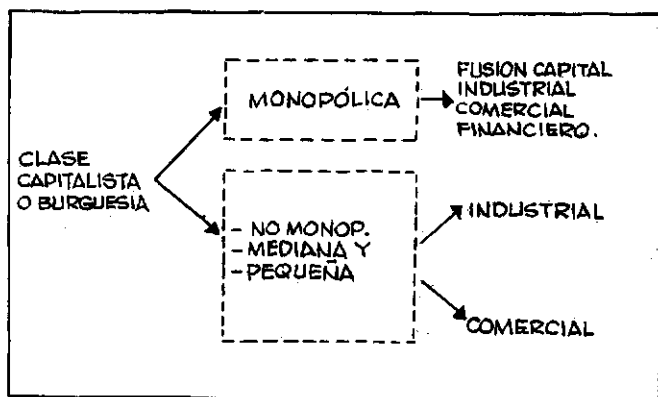 CLASE
CAPITALISTA
O BURGUESIA
MONOPÓLICA
FUSION CAPITAL
INDUSTRIAL
COMERCIAL
FINANCIERO.
- NO MONOP.
- MEDIANA Y
- PEQUEÑA
INDUSTRIAL
COMERCIAL